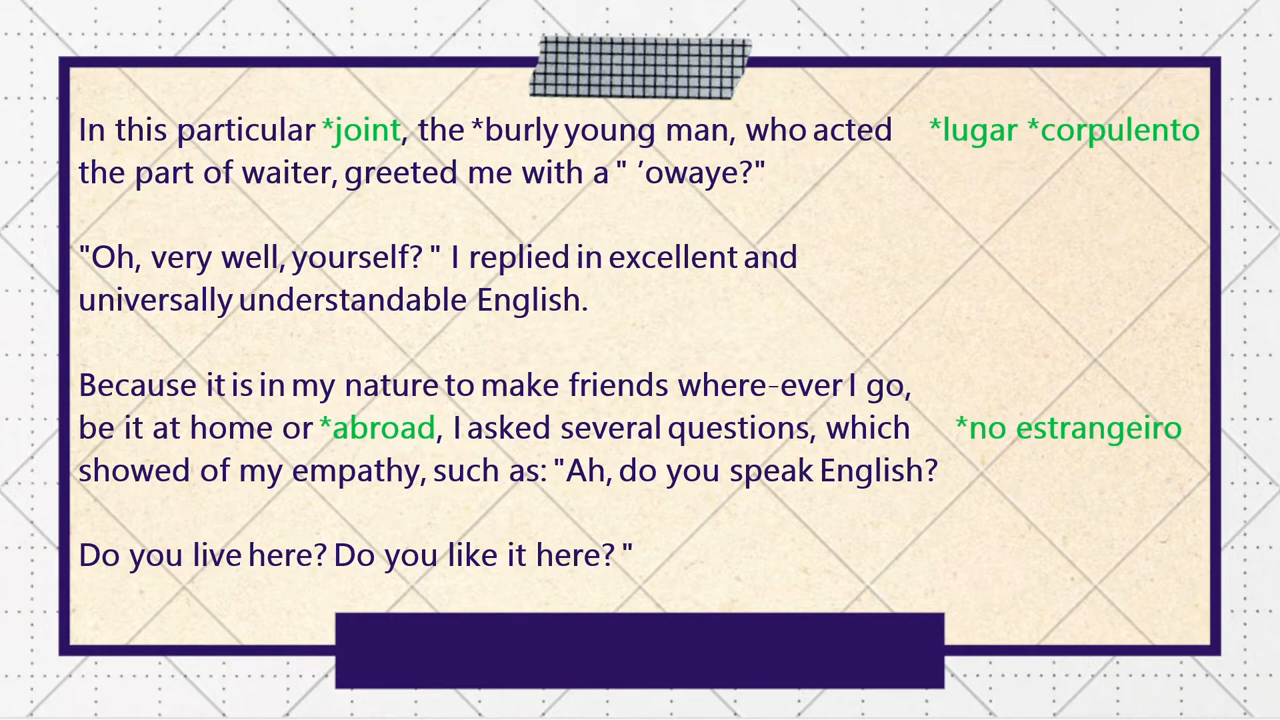 In this particular *joint, the *burly young man, who acted *lugar *corpulento
the part of waiter, greeted me with a " ’owaye?"
"Oh, very well, yourself? " I replied in excellent and
universally understandable English.
Because it is in my nature to make friends where-ever I go,
be it at home or *abroad, I asked several questions, which *no estrangeiro
showed of my empathy, such as: "Ah, do you speak English?
Do you live here? Do you like it here? "